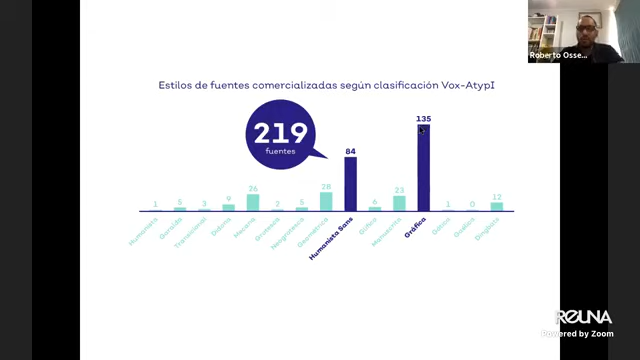 Roberto Osse...
Estilos de fuentes comercializadas según clasificación Vox-AtypI
219
fuentes
1
5
3
9
26
2
5
28
84
6
23
135
1
0
12
Humanista
Garalda
Transicional
Didona
Mecana
Grotesca
Neogrotesca
Geométrica
Humanista Sans
Glífica
Manuscrita
Gráfica
Gótica
Gaélica
Dingbats
REUNA
Powered by Zoom